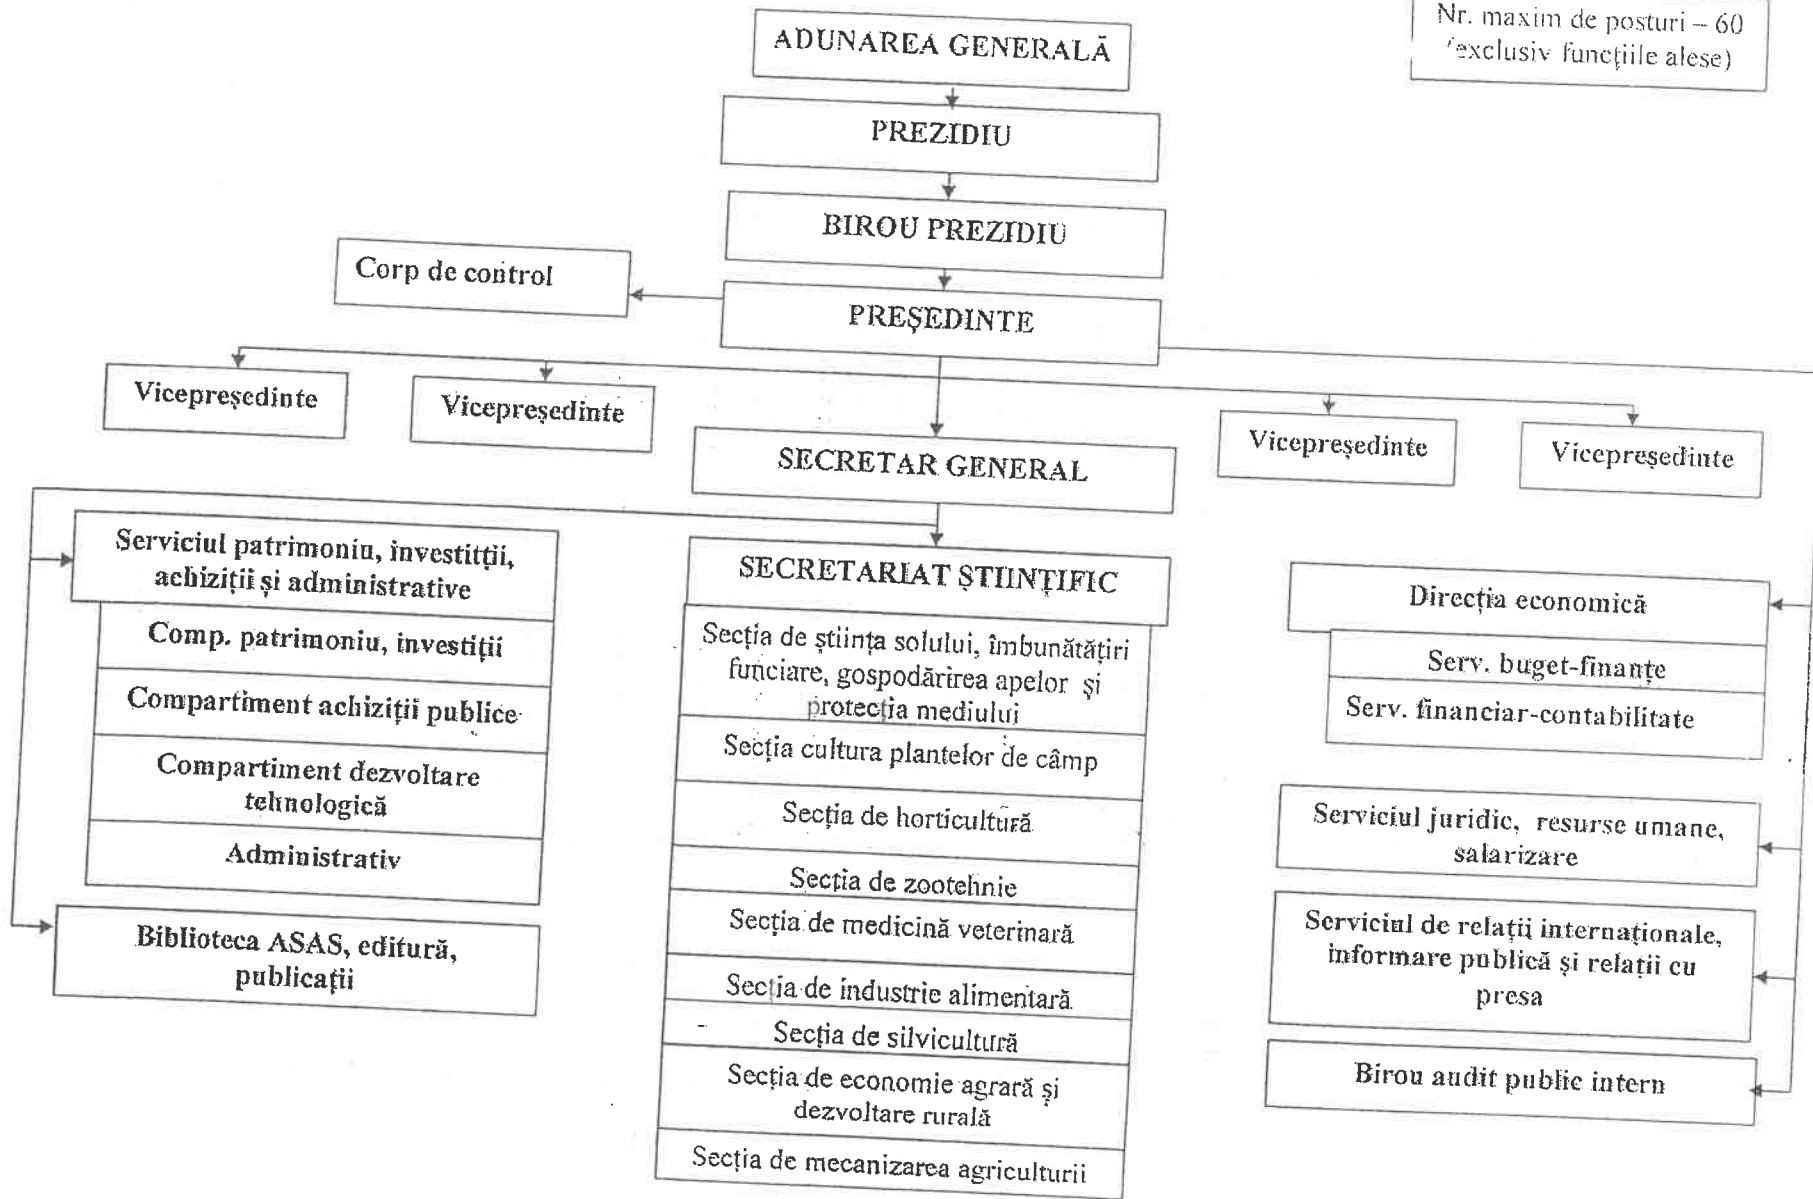 Nr. maxim de posturi – 60
(exclusiv funcțiile alese)
ADUNAREA GENERALĂ
PREZIDIU
BIROU PREZIDIU
Corp de control
PREȘEDINTE
Vicepreședinte
Vicepreședinte
Vicepreședinte
Vicepreședinte
SECRETAR GENERAL
Serviciul patrimoniu, investitții,
achiziții și administrative
Comp. patrimoniu, investiții
Compartiment achiziții publice
Compartiment dezvoltare
tehnologică
Administrativ
Biblioteca ASAS, editură,
publicații
SECRETARIAT ȘTIINȚIFIC
Secția de știința solului, îmbunătățiri
funciare, gospodărirea apelor și
protecția mediului
Secția cultura plantelor de câmp
Secția de horticultură
Secția de zootehnie
Secția de medicină veterinară
Secția de industrie alimentară
Secția de silvicultură
Secția de economie agrară și
dezvoltare rurală
Secția de mecanizarea agriculturii
Direcția economică
Serv. buget-finanțe
Serv. financiar-contabilitate
Serviciul juridic, resurse umane,
salarizare
Serviciul de relații internaționale,
informare publică și relații cu
presa
Birou audit public intern